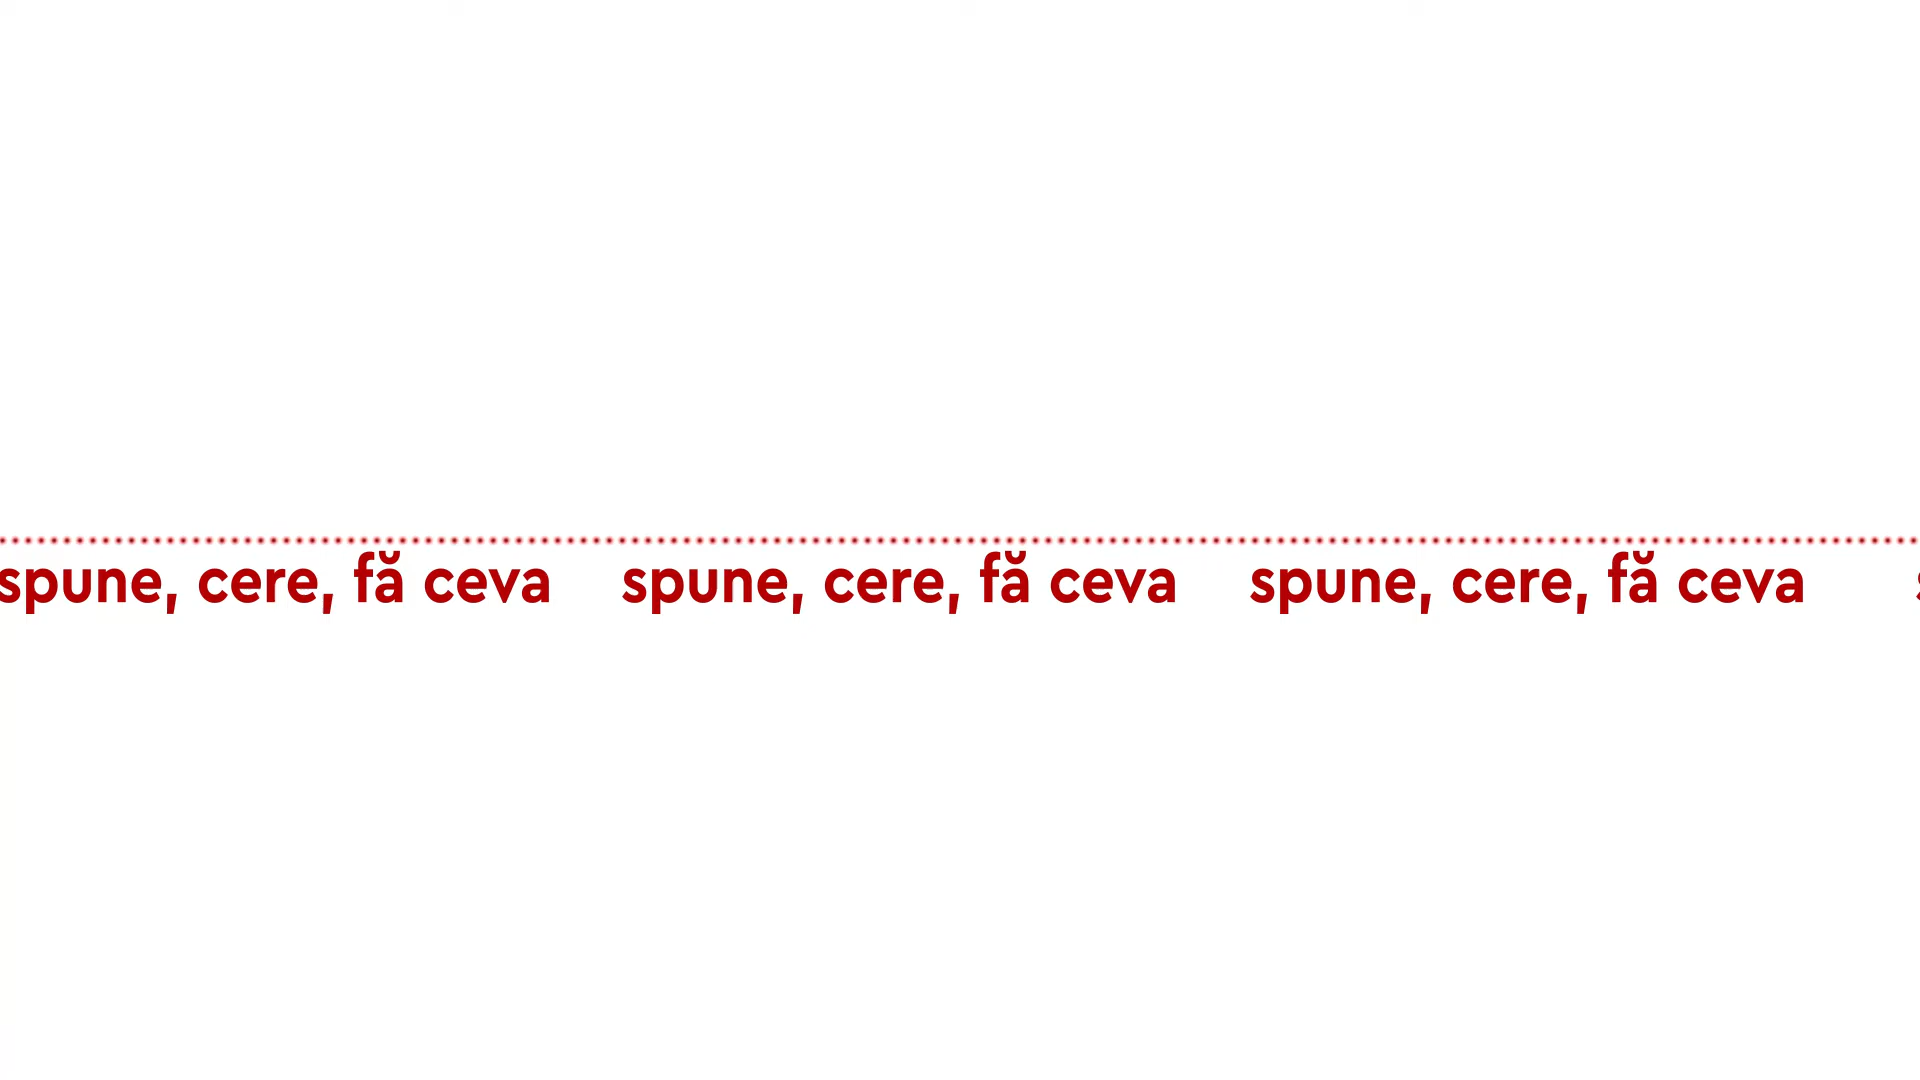 spune, cere, fă ceva spune, cere, fă ceva spune, cere, fă ceva